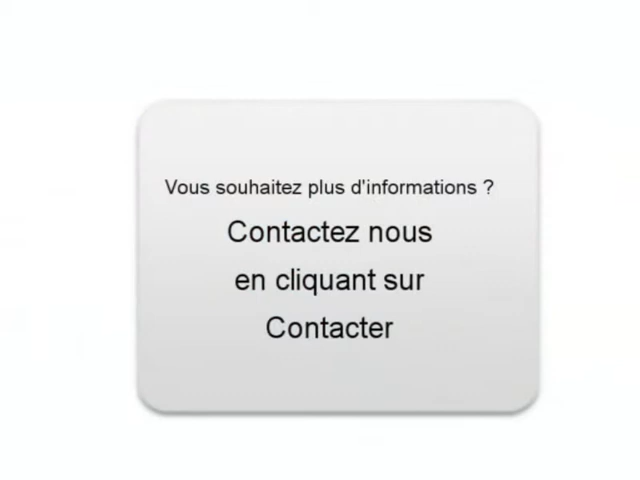 Vous souhaitez plus d'informations ?
Contactez nous
en cliquant sur
Contacter